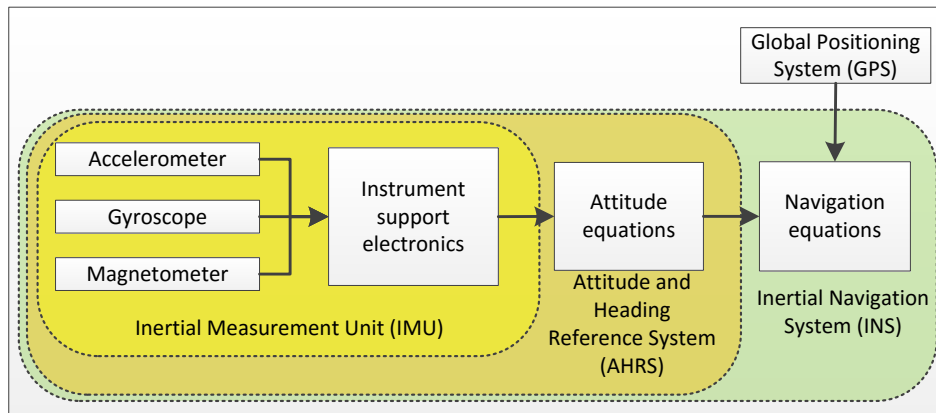 Global Positioning
System (GPS)
Accelerometer
Gyroscope
Magnetometer
Instrument
support
electronics
Attitude
equations
Navigation
equations
Inertial Measurement Unit (IMU)
Attitude and
Heading
Reference System
(AHRS)
Inertial Navigation
System (INS)